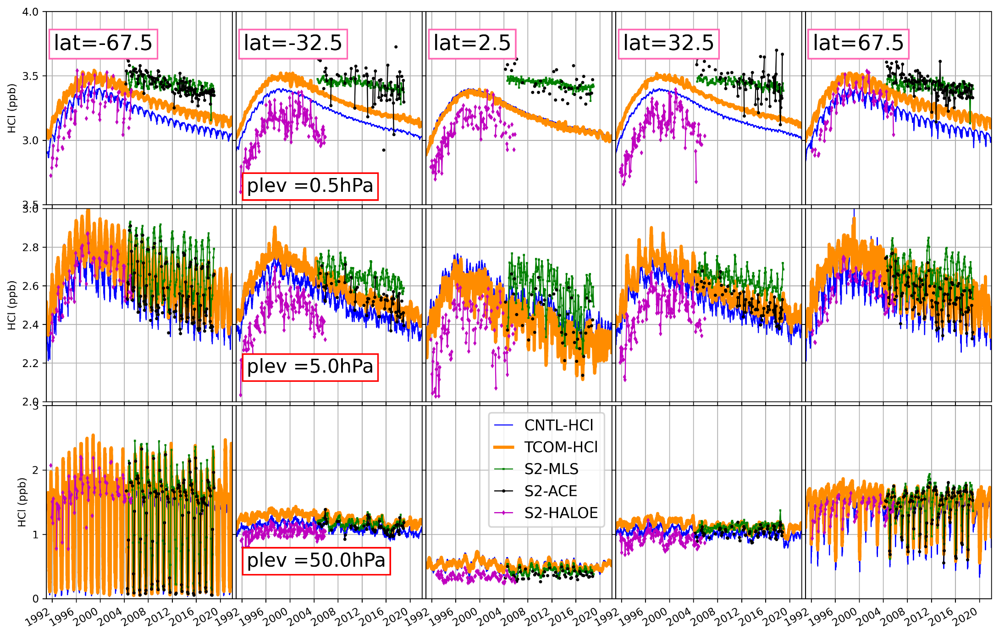 4.0
lat=-67.5
lat=-32.5
lat=2.5
lat=32.5
lat=67.5
3.5
HCl (ppb)
3.0
plev =0.5hPa
3.5
3.0
2.8
2.6
HCl (ppb)
2.4
2.2
plev =5.0hPa
2.0
3
CNTL-HCl
TCOM-HCl
2
S2-MLS
HCl (ppb)
S2-ACE
S2-HALOE
1
plev =50.0hPa
0
1992 1996 2000 2004 2008 2012 2016 2020 1992 1996 2000 2004 2008 2012 2016 2020 1992 1996 2000 2004 2008 2012 2016 2020 1992 1996 2000 2004 2008 2012 2016 2020 1992 1996 2000 2004 2008 2012 2016 2020